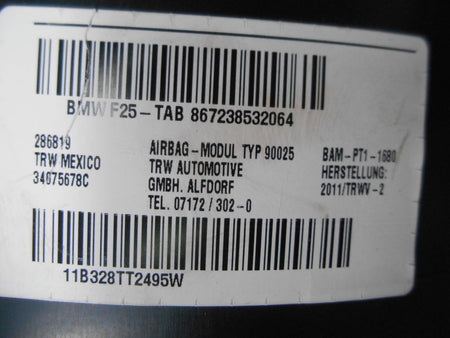 BMW F25-TAB 867238532064
286819
TRW MEXICO
34675678C
AIRBAG-MODUL TYP 90025
TRW AUTOMOTIVE
GMBH. ALFDORF
TEL. 07172/302-0
BAM-PT1-1680
HERSTELLUNG:
2011/TRWV-2
11B328TT2495W